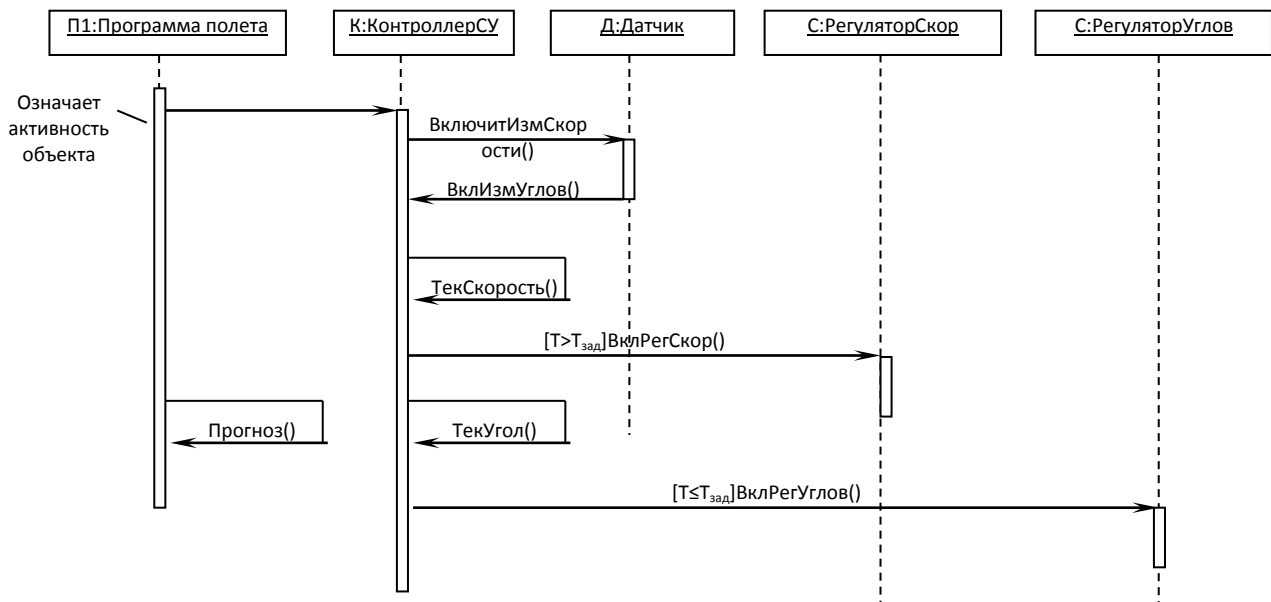 П1:Программа полета
К:КонтроллерСУ
Д:Датчик
С:РегуляторСкор
С:РегуляторУглов
Означает
активность
объекта
ВключитИзмСкор
ости()
ВклИзмУглов()
ТекСкорость()
[T>Tзад]ВклРегСкор()
Прогноз()
ТекУгол()
[T≤Tзад]ВклРегУглов()